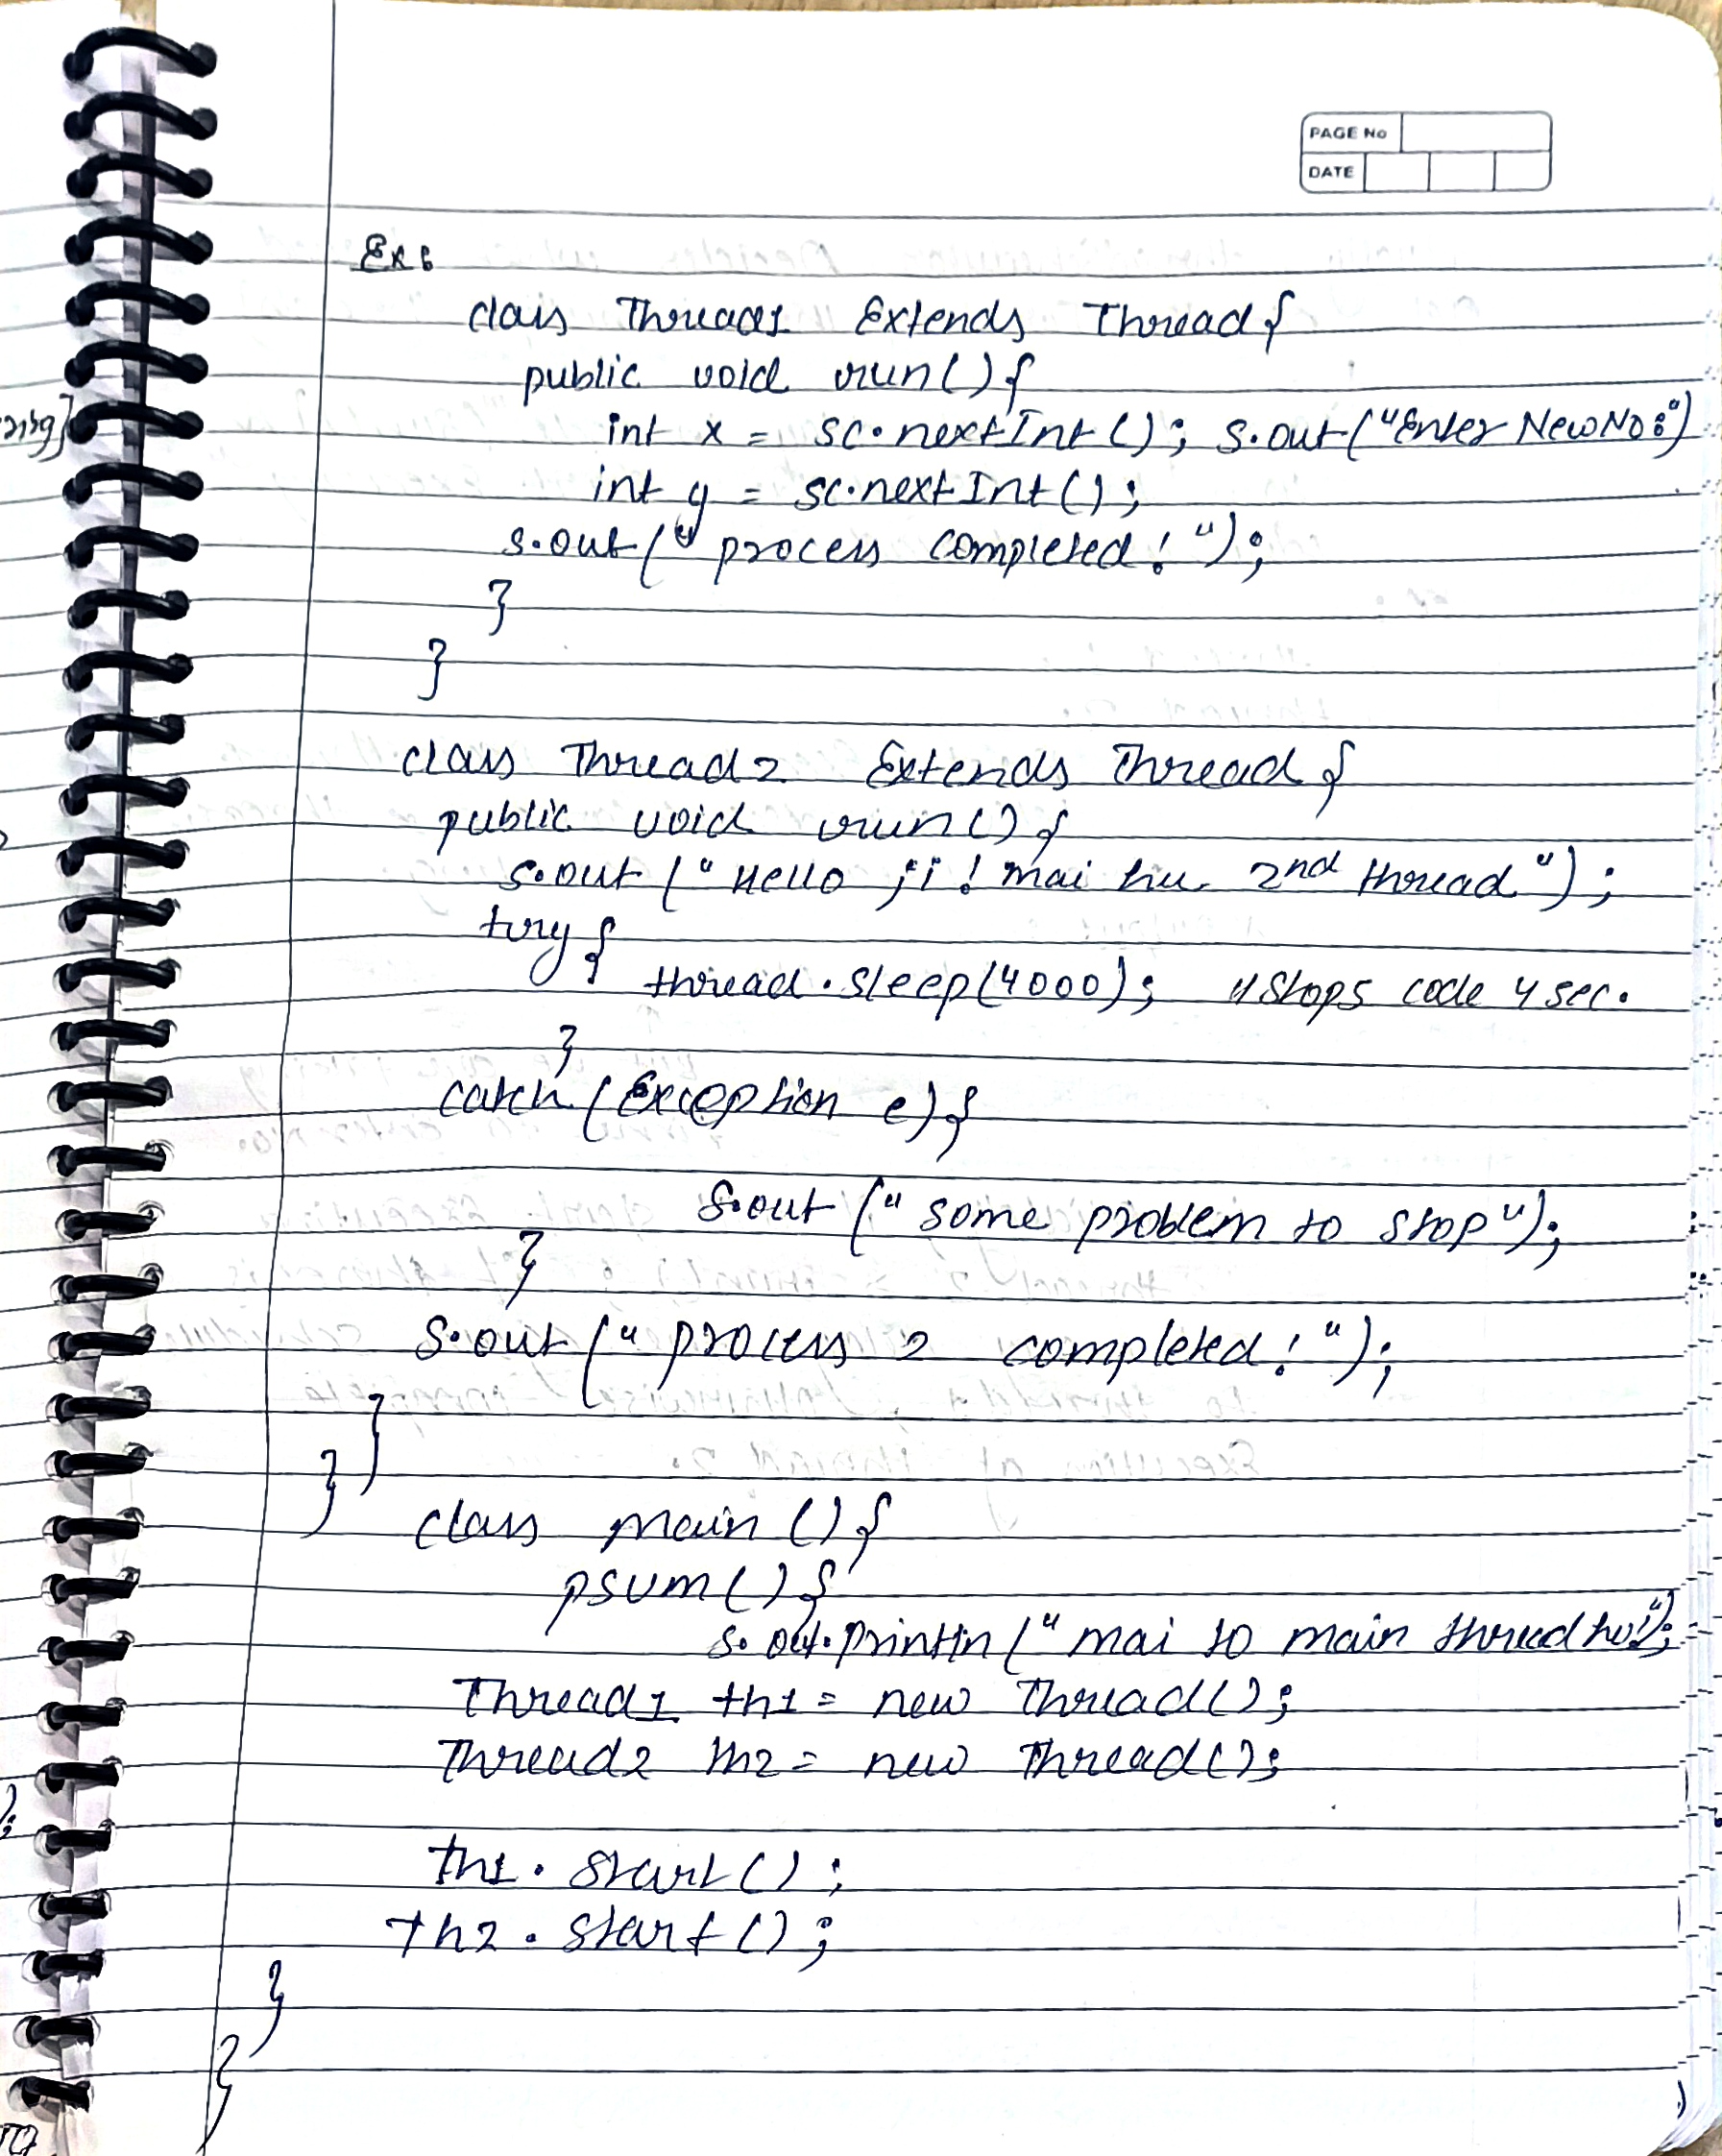 PAGE No
DATE
Ex:
class Thread1 Extends Thread{
public void run(){
int x = sc.nextInt(); s.out("Enter New No:")
int y = sc.nextInt();
s.out(" process completed! ");
}
}
class Thread2 Extends Thread{
public void run(){
s.out ("Hello ji! mai hu 2nd thread");
try{
thread.sleep(4000); // Stops code 4 sec.
}
catch (Exception e){
S.out (" some problem to stop");
}
S.out (" process 2 completed! ");
}
}
class main (){
psum(){
s.out.println (" mai to main thread hu!");
Thread1 th1 = new Thread();
Thread2 th2 = new Thread();
th1.start();
th2.start();
}
}